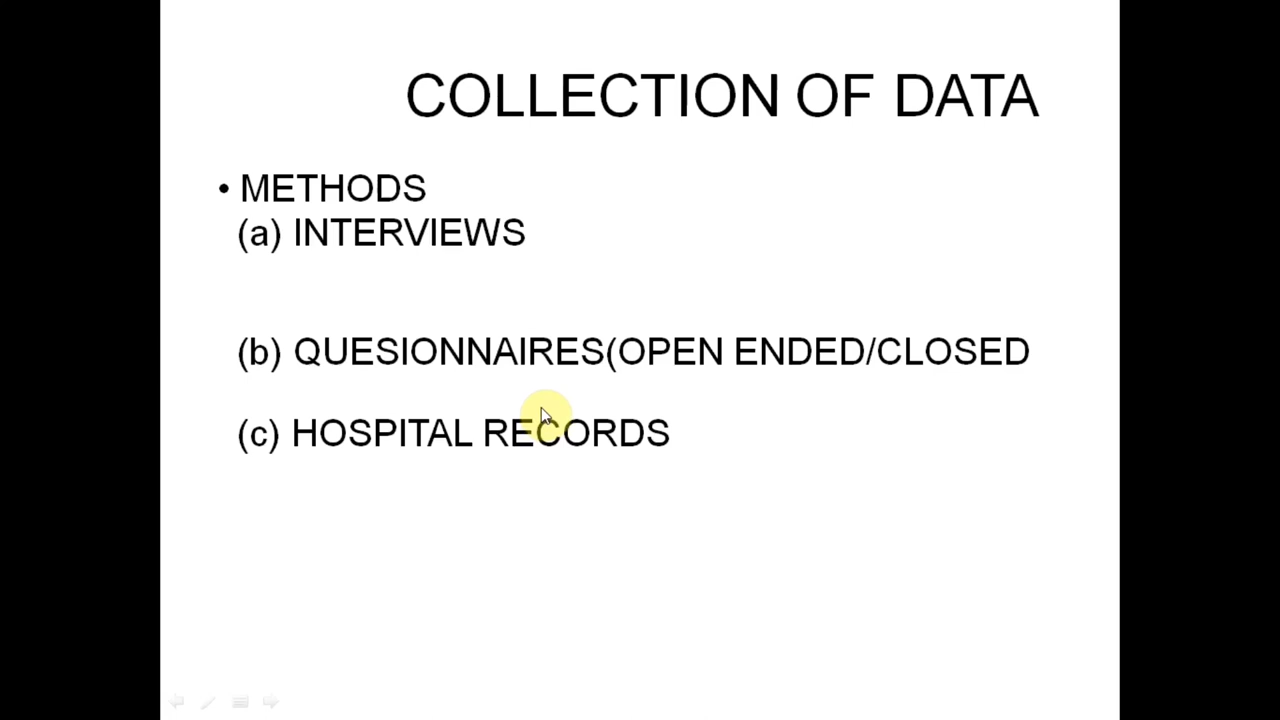 COLLECTION OF DATA
• METHODS
(a) INTERVIEWS
(b) QUESIONNAIRES(OPEN ENDED/CLOSED
(c) HOSPITAL RECORDS